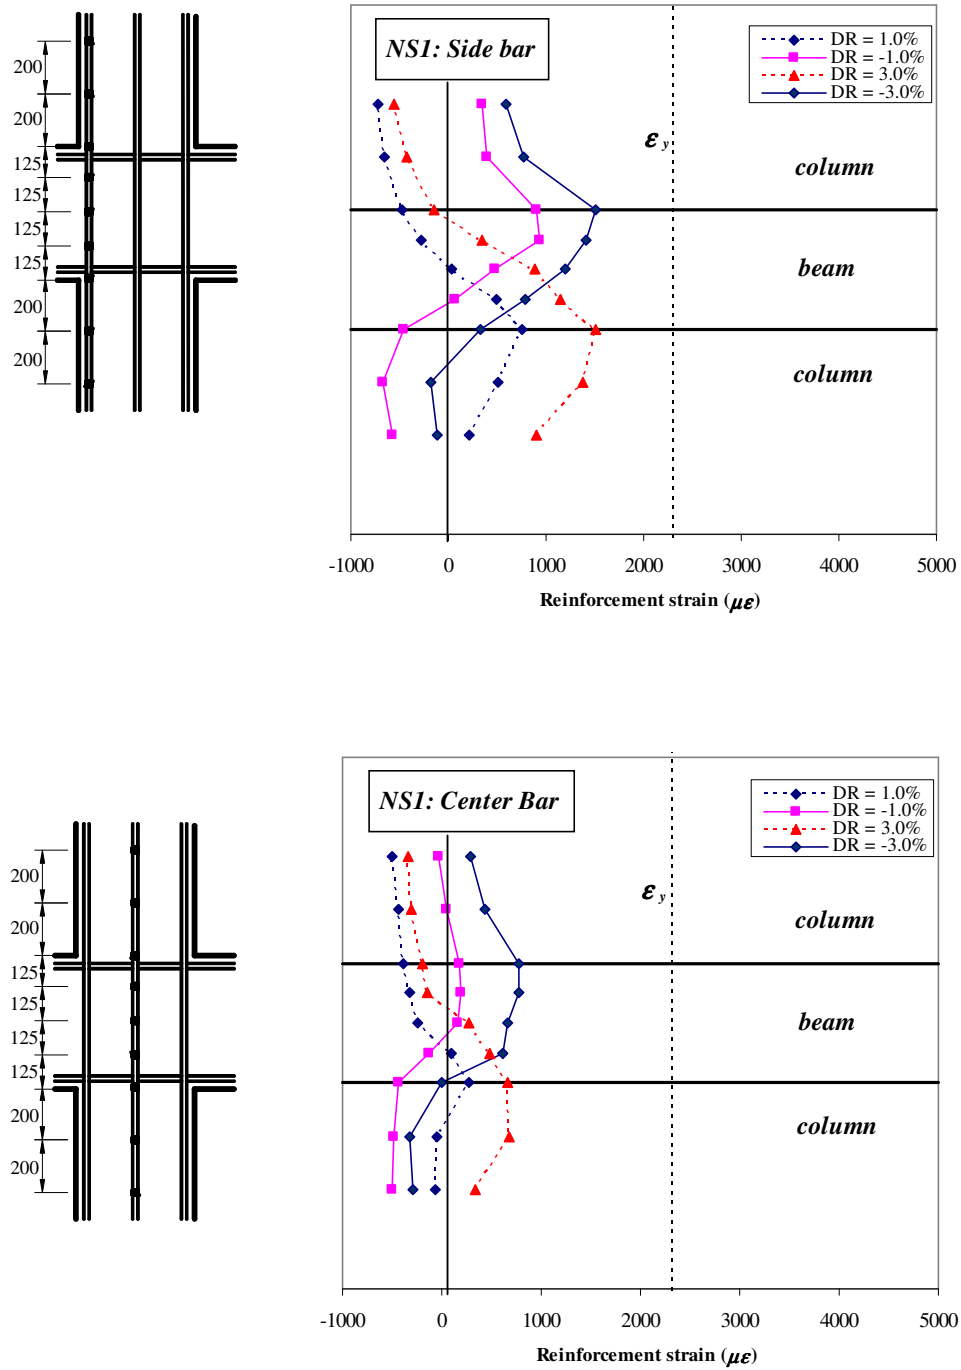 NS1: Side bar
DR = 1.0%
DR = -1.0%
DR = 3.0%
DR = -3.0%
200
200
125
125
125
125
200
200
ε y
column
beam
column
-1000 0 1000 2000 3000 4000 5000
Reinforcement strain (με)
NS1: Center Bar
DR = 1.0%
DR = -1.0%
DR = 3.0%
DR = -3.0%
200
200
125
125
125
125
200
200
ε y
column
beam
column
-1000 0 1000 2000 3000 4000 5000
Reinforcement strain (με)